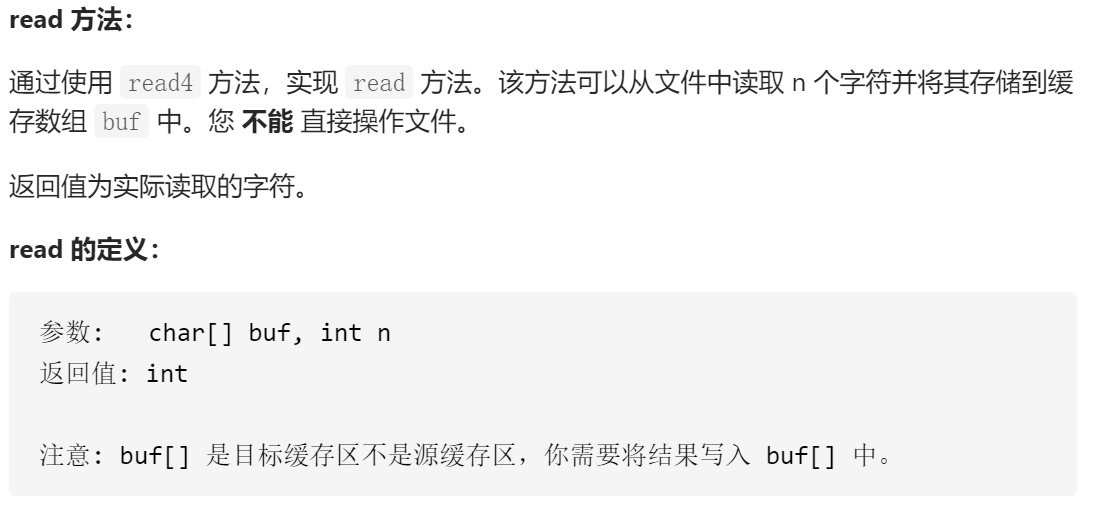 read 方法：
通过使用 read4 方法，实现 read 方法。该方法可以从文件中读取 n 个字符并将其存储到缓
存数组 buf 中。您 不能 直接操作文件。
返回值为实际读取的字符。
read 的定义：
参数: char[] buf, int n
返回值: int
注意: buf[] 是目标缓存区不是源缓存区，你需要将结果写入 buf[] 中。